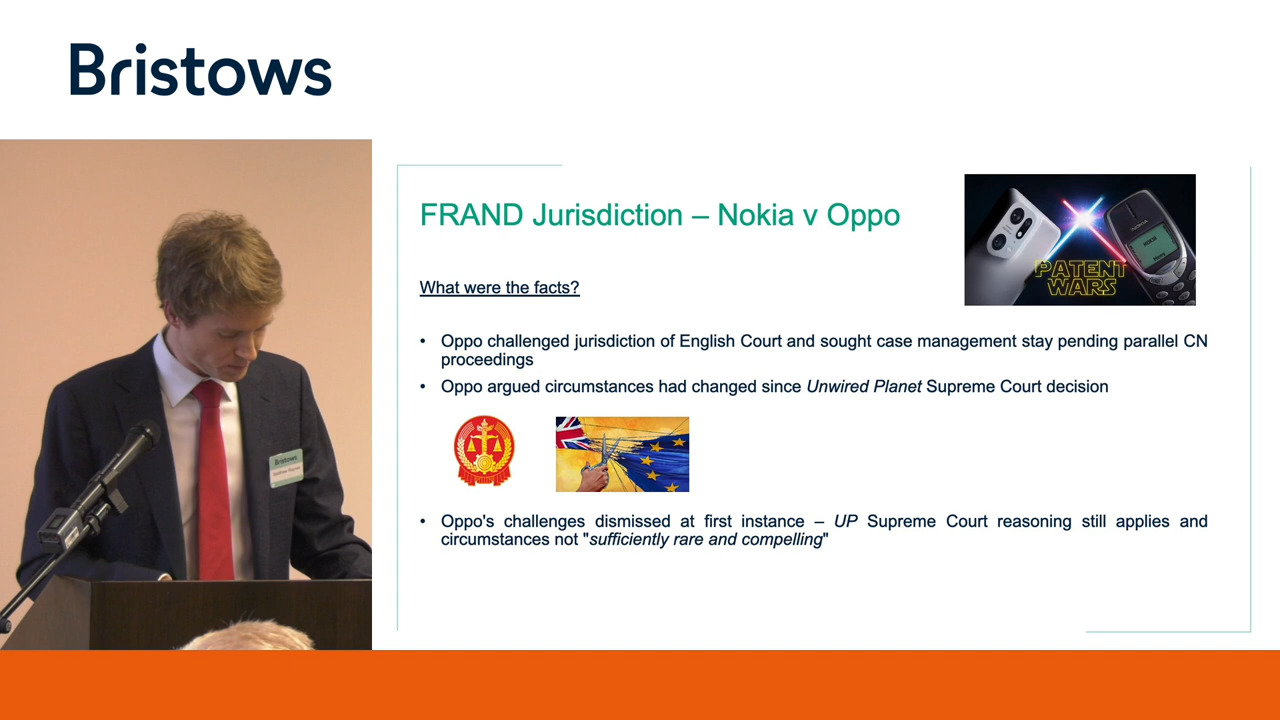 Bristows
FRAND Jurisdiction – Nokia v Oppo
PATENT
WARS
NOKIA
What were the facts?
• Oppo challenged jurisdiction of English Court and sought case management stay pending parallel CN
proceedings
• Oppo argued circumstances had changed since Unwired Planet Supreme Court decision
Bristows
• Oppo's challenges dismissed at first instance – UP Supreme Court reasoning still applies and
circumstances not "sufficiently rare and compelling"